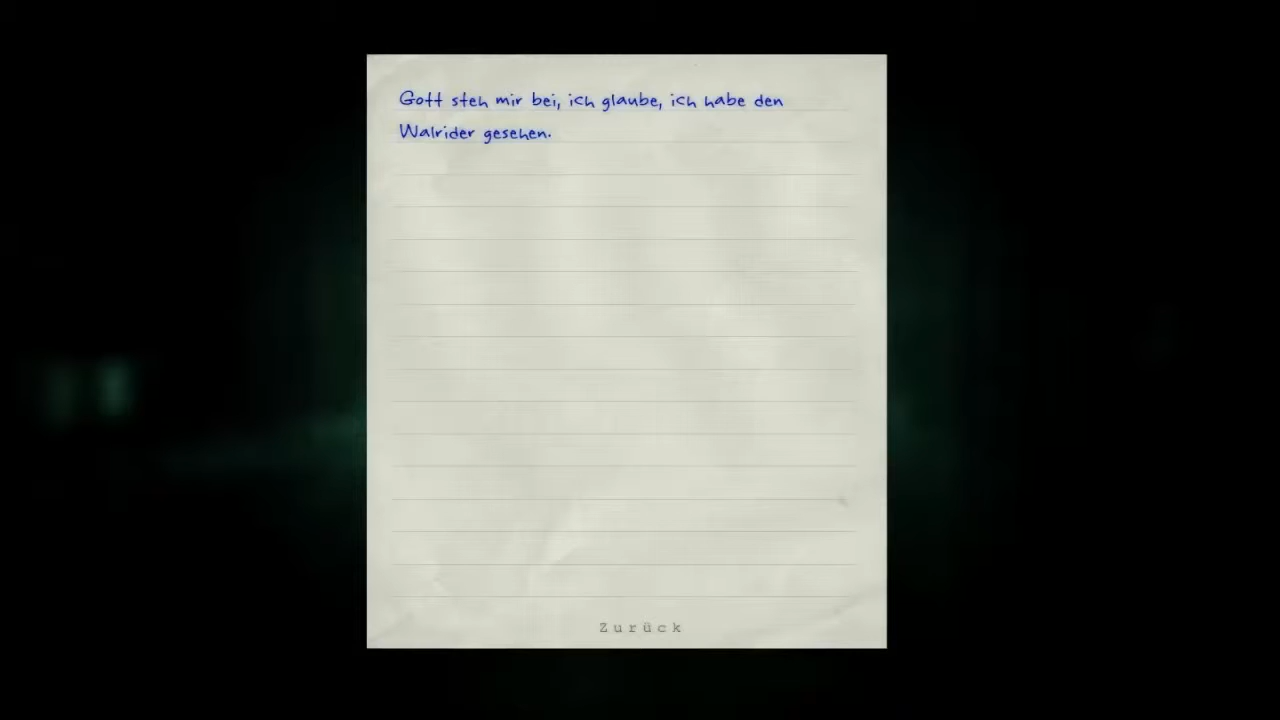 Gott steh mir bei, ich glaube, ich habe den
Walrider gesehen.
Zurück